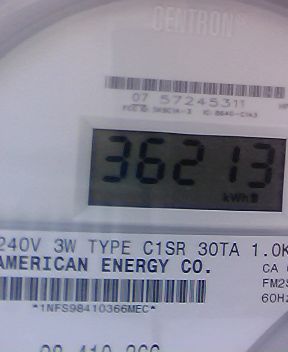 CENTRON®
07 57245311
36213
kWh
240V 3W TYPE C1SR 30TA 1.0K
AMERICAN ENERGY CO.
CA
FM2S
60Hz
*1NFS98410366MEC*